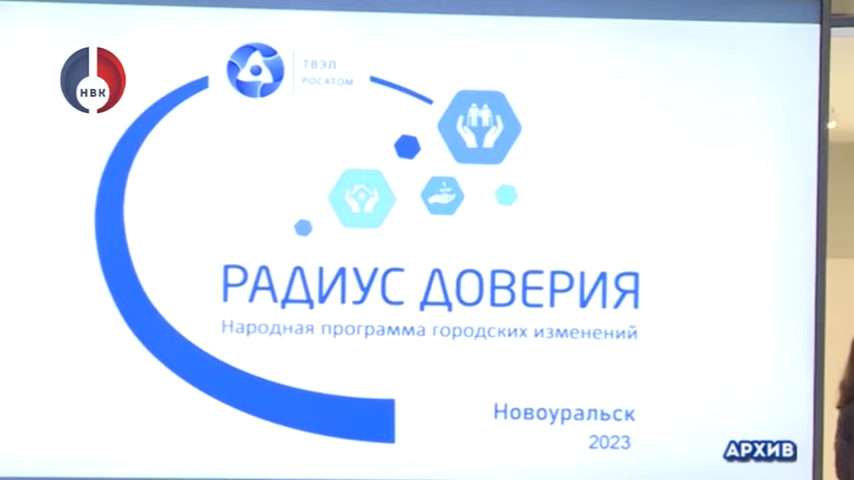 НВК
ТВЭЛ
РОСАТОМ
РАДИУС ДОВЕРИЯ
Народная программа городских изменений
Новоуральск
2023
АРХИВ